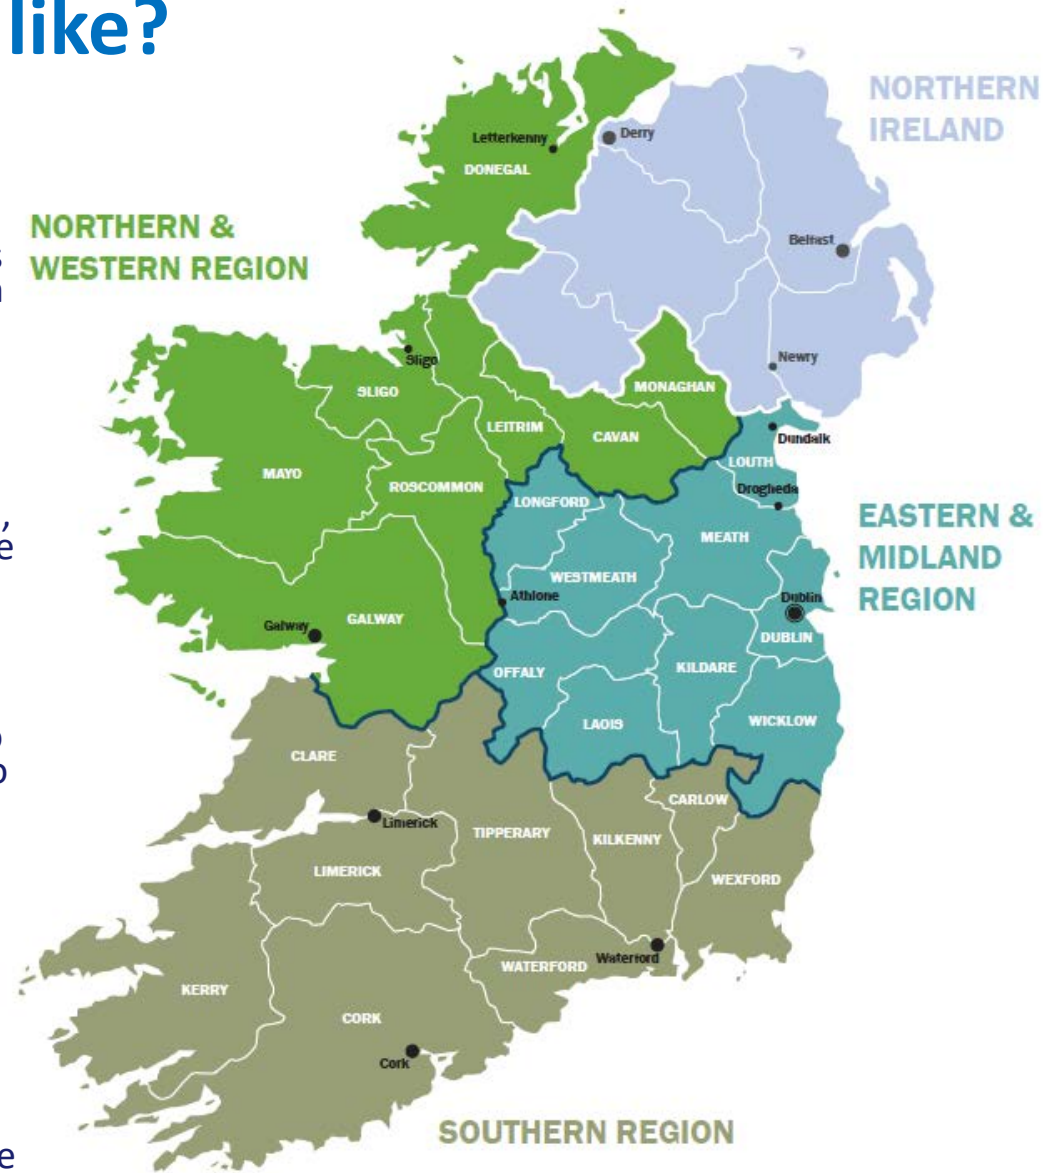 like?
NORTHERN
IRELAND
Derry
Letterkenny
DONEGAL
NORTHERN &
WESTERN REGION
Belfast
Sligo
SLIGO
Newry
MONAGHAN
LEITRIM
CAVAN
Dundalk
LOUTH
MAYO
ROSCOMMON
Drogheda
LONGFORD
EASTERN &
MIDLAND
REGION
MEATH
WESTMEATH
Athlone
Dublin
DUBLIN
GALWAY
Galway
KILDARE
OFFALY
LAOIS
WICKLOW
CLARE
CARLOW
Limerick
TIPPERARY
KILKENNY
LIMERICK
WEXFORD
Waterford
WATERFORD
KERRY
CORK
Cork
SOUTHERN REGION